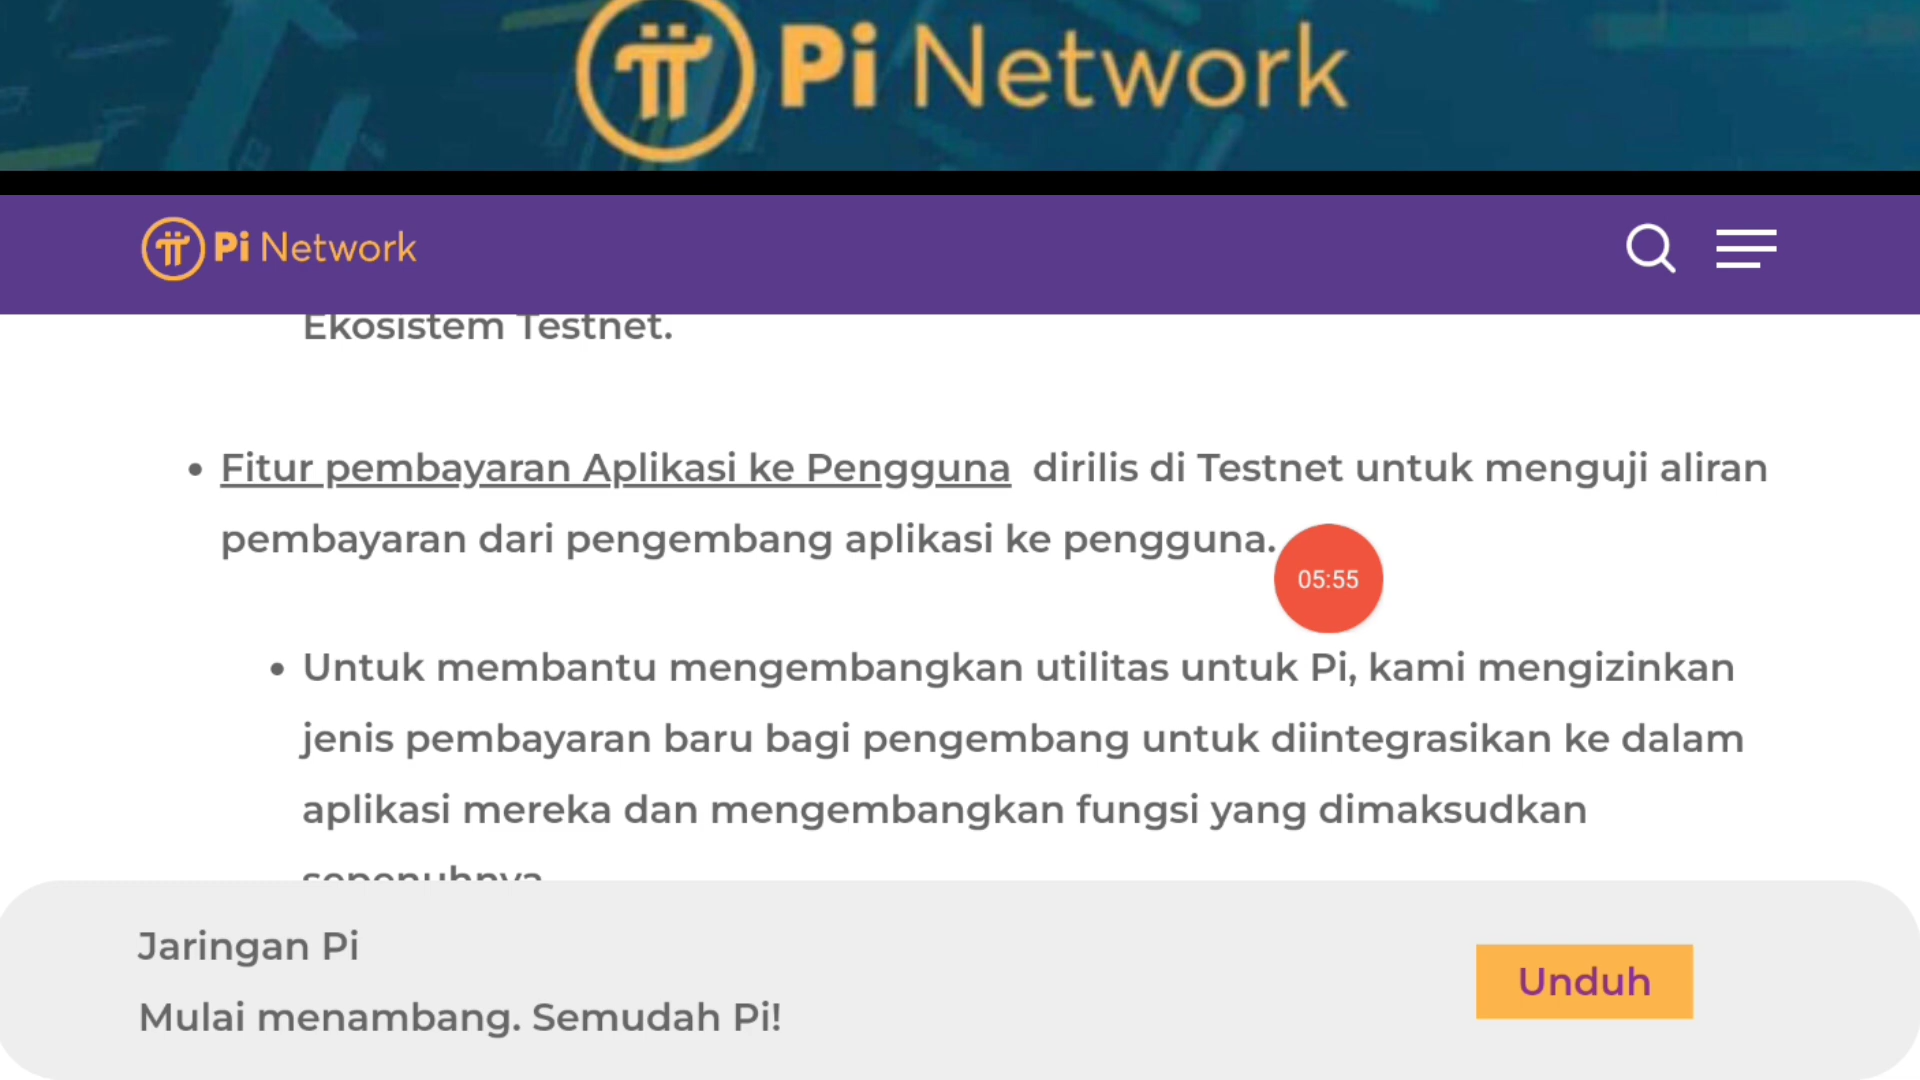 Pi Network
Pi Network
Ekosistem Testnet.
Fitur pembayaran Aplikasi ke Pengguna dirilis di Testnet untuk menguji aliran
pembayaran dari pengembang aplikasi ke pengguna.
05:55
Untuk membantu mengembangkan utilitas untuk Pi, kami mengizinkan
jenis pembayaran baru bagi pengembang untuk diintegrasikan ke dalam
aplikasi mereka dan mengembangkan fungsi yang dimaksudkan
sepenuhnya
Jaringan Pi
Mulai menambang. Semudah Pi!
Unduh